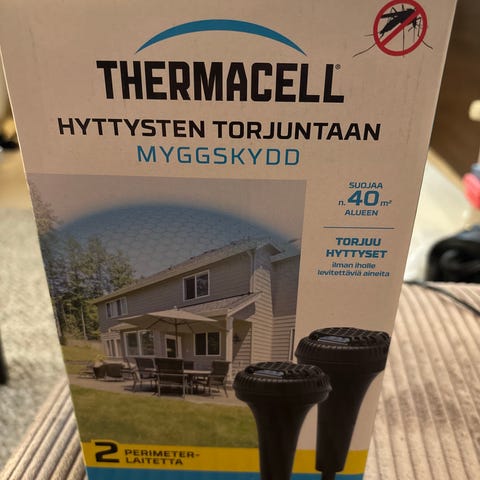 THERMACELL®
HYTTYSTEN TORJUNTAAN
MYGGSKYDD
SUOJAA
n. 40 m²
ALUEEN
TORJUU
HYTTYSET
ilman iholle
levitettäviä aineita
2 PERIMETER-
LAITETTA